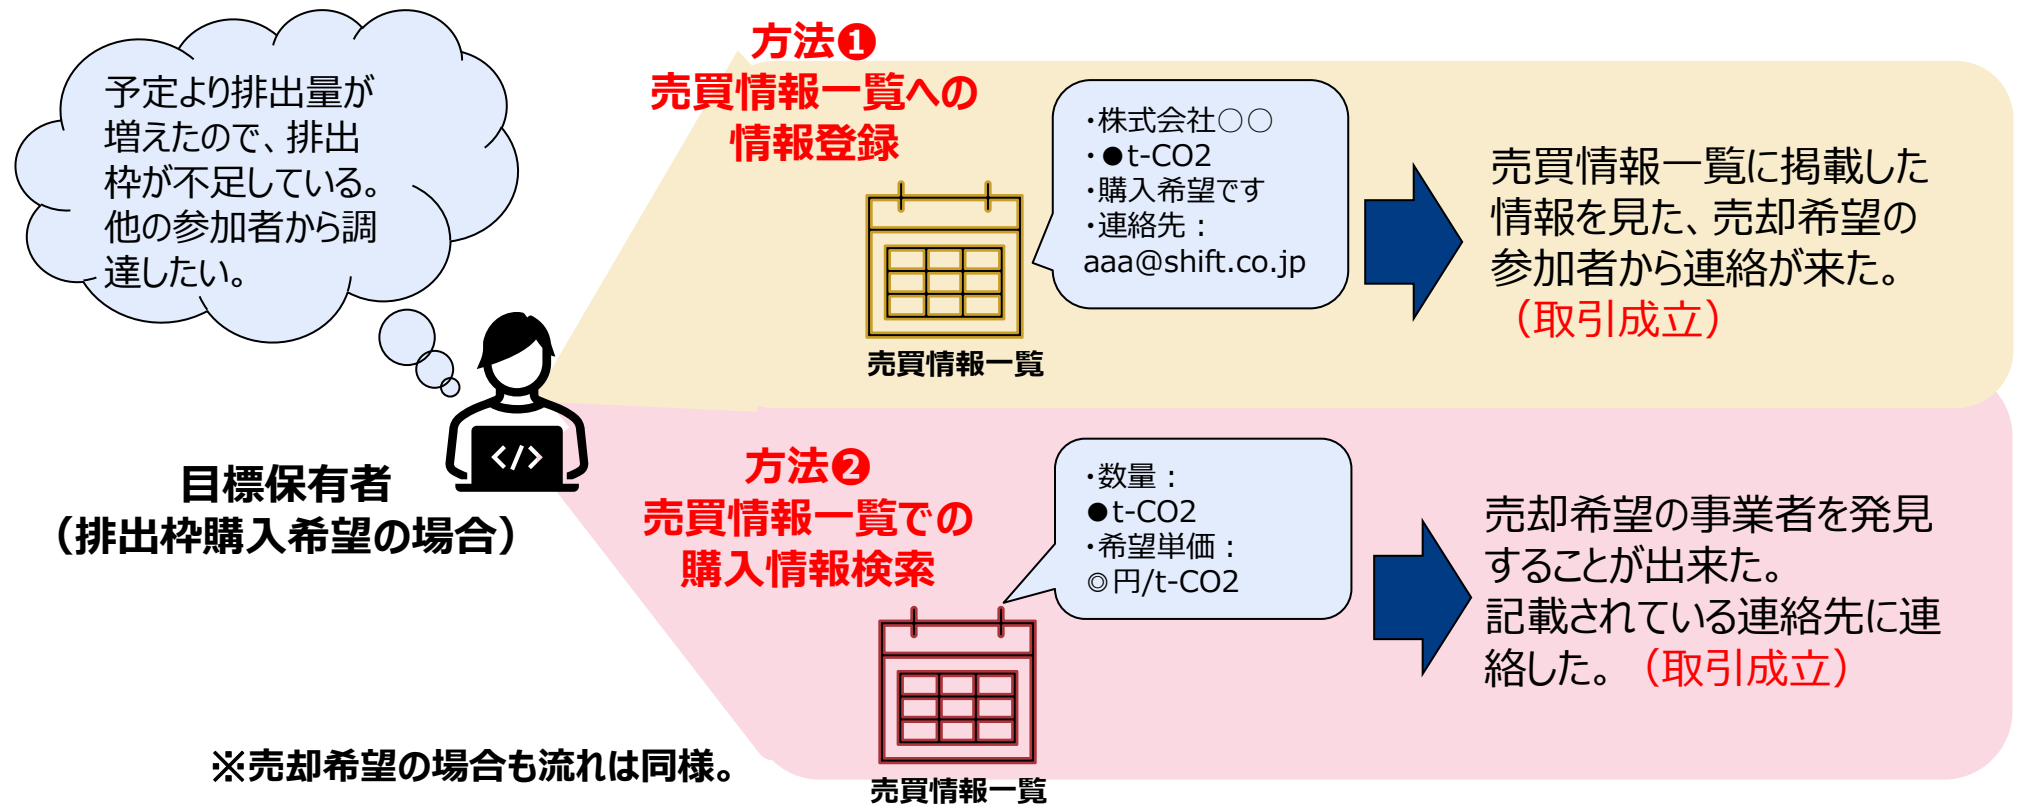 予定より排出量が
増えたので、排出
枠が不足している。
他の参加者から調
達したい。
目標保有者
（排出枠購入希望の場合）
※売却希望の場合も流れは同様。
方法❶
売買情報一覧への
情報登録
売買情報一覧
・株式会社○○
・●t-CO2
・購入希望です
・連絡先：
aaa@shift.co.jp
売買情報一覧に掲載した
情報を見た、売却希望の
参加者から連絡が来た。
（取引成立）
方法❷
売買情報一覧での
購入情報検索
売買情報一覧
・数量：
●t-CO2
・希望単価：
◎円/t-CO2
売却希望の事業者を発見
することが出来た。
記載されている連絡先に連
絡した。（取引成立）